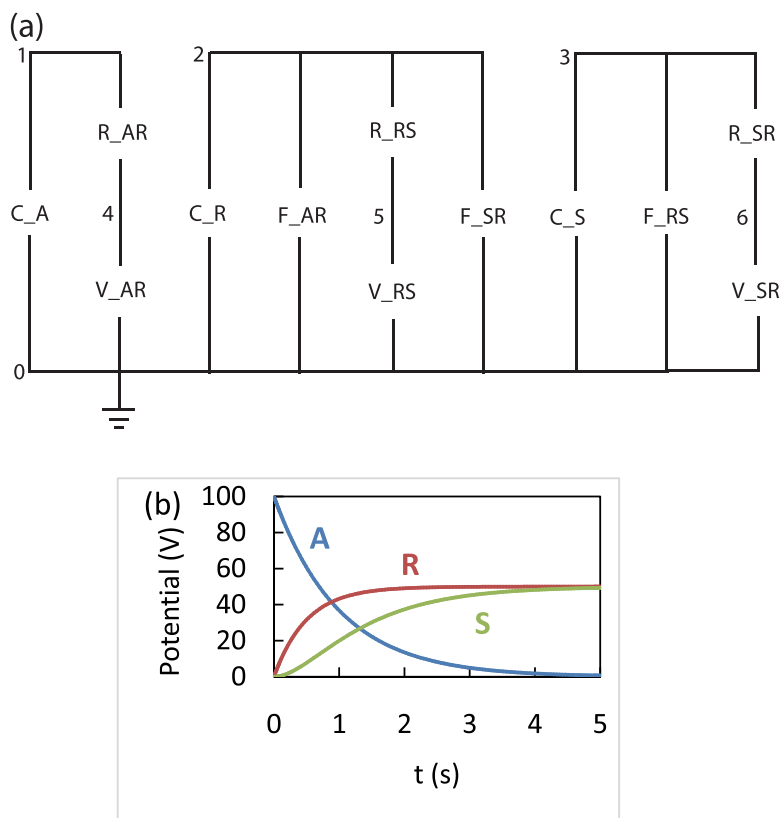 (a)
1 2 3
R_AR R_RS R_SR
C_A 4 C_R F_AR 5 F_SR C_S F_RS 6
V_AR V_RS V_SR
0
(b)
100
80
60
40
20
0
Potential (V)
A
R
S
0 1 2 3 4 5
t (s)